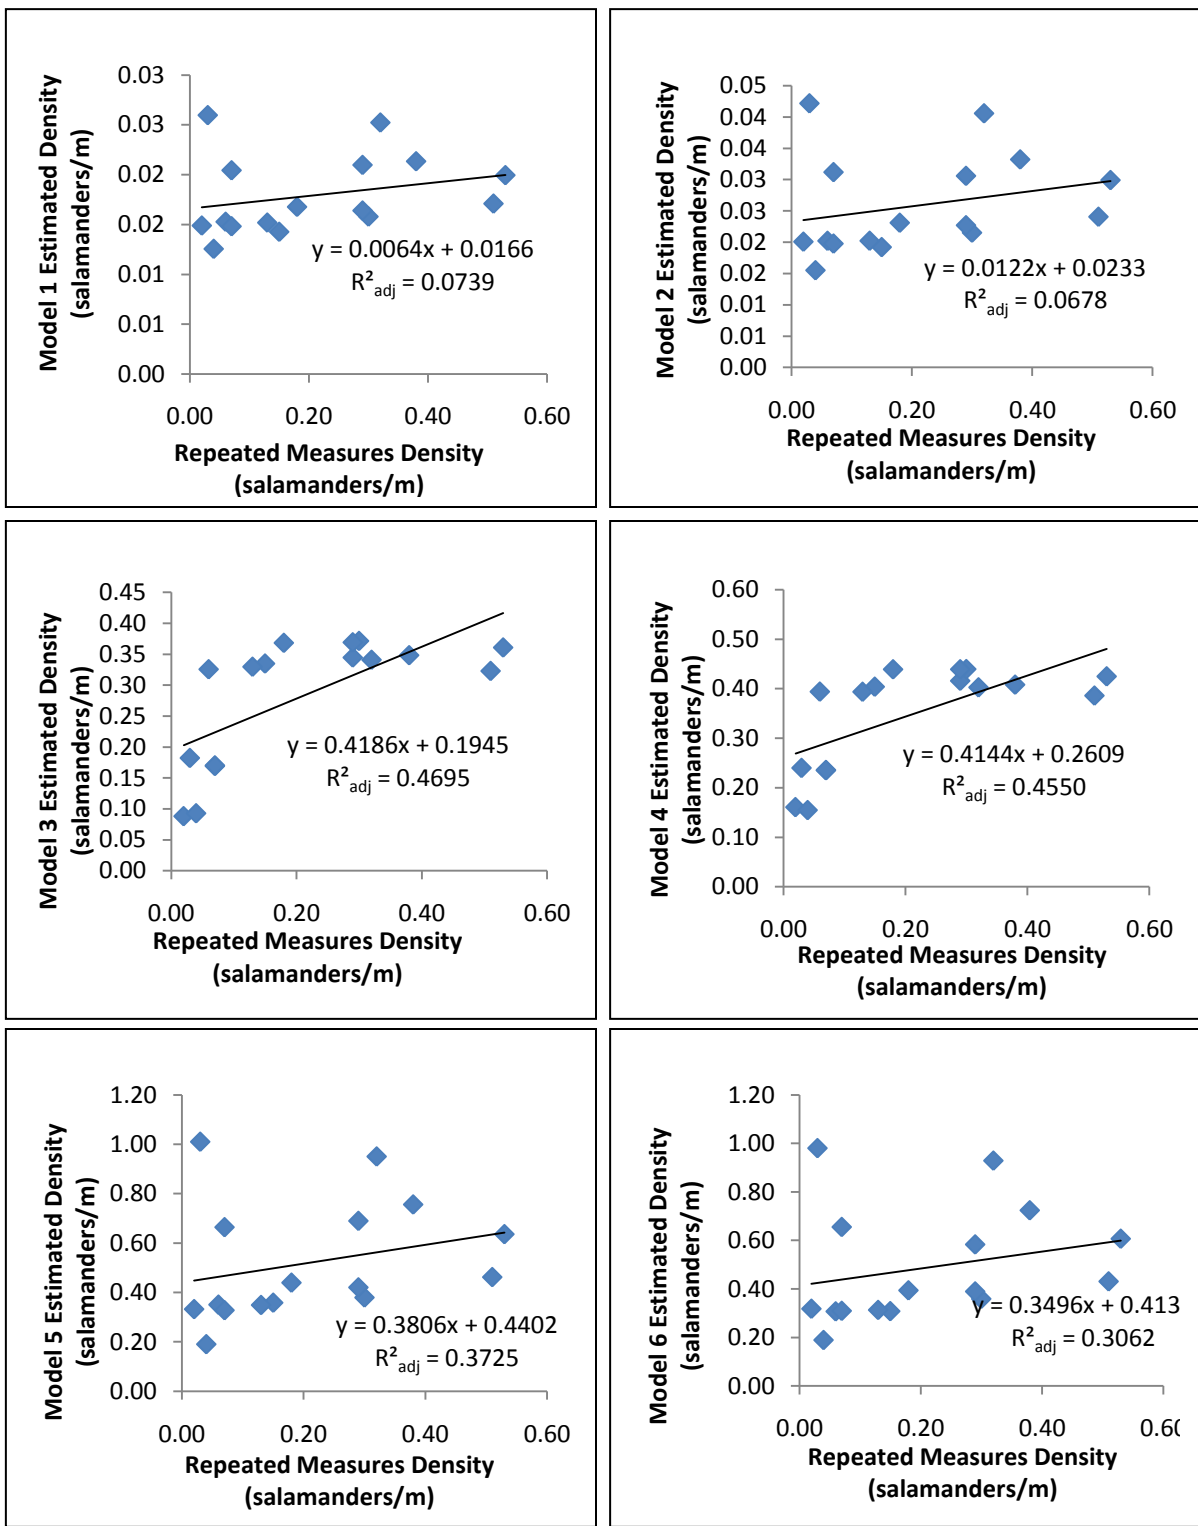 Model 1 Estimated Density
(salamanders/m)
0.03
0.03
0.02
0.02
0.01
0.01
0.00
y = 0.0064x + 0.0166
R²adj = 0.0739
0.00 0.20 0.40 0.60
Repeated Measures Density
(salamanders/m)
Model 2 Estimated Density
(salamanders/m)
0.05
0.04
0.04
0.03
0.03
0.02
0.02
0.01
0.01
0.00
y = 0.0122x + 0.0233
R²adj = 0.0678
0.00 0.20 0.40 0.60
Repeated Measures Density
(salamanders/m)
Model 3 Estimated Density
(salamanders/m)
0.45
0.40
0.35
0.30
0.25
0.20
0.15
0.10
0.05
0.00
y = 0.4186x + 0.1945
R²adj = 0.4695
0.00 0.20 0.40 0.60
Repeated Measures Density
(salamanders/m)
Model 4 Estimated Density
(salamanders/m)
0.60
0.50
0.40
0.30
0.20
0.10
0.00
y = 0.4144x + 0.2609
R²adj = 0.4550
0.00 0.20 0.40 0.60
Repeated Measures Density
(salamanders/m)
Model 5 Estimated Density
(salamanders/m)
1.20
1.00
0.80
0.60
0.40
0.20
0.00
y = 0.3806x + 0.4402
R²adj = 0.3725
0.00 0.20 0.40 0.60
Repeated Measures Density
(salamanders/m)
Model 6 Estimated Density
(salamanders/m)
1.20
1.00
0.80
0.60
0.40
0.20
0.00
y = 0.3496x + 0.413
R²adj = 0.3062
0.00 0.20 0.40 0.60
Repeated Measures Density
(salamanders/m)